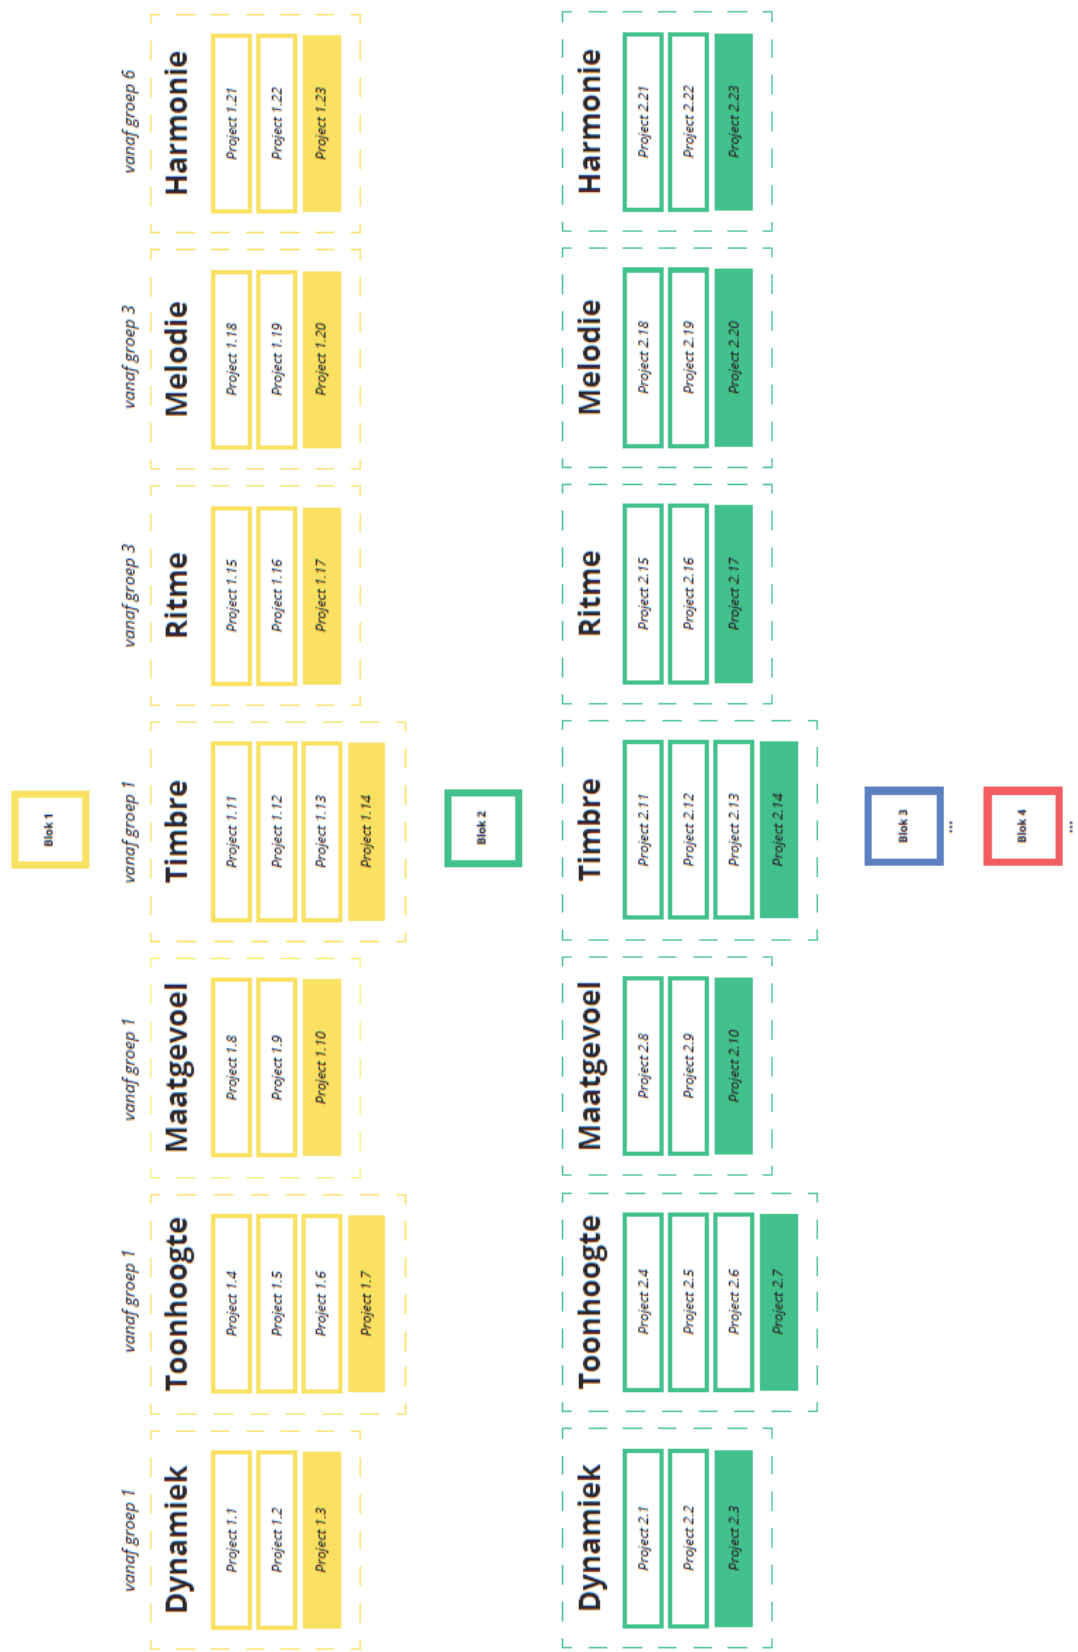 Blok 1
vanaf groep 1
vanaf groep 1
vanaf groep 1
vanaf groep 1
vanaf groep 3
vanaf groep 3
vanaf groep 6
Dynamiek
Project 1.1
Project 1.2
Project 1.3
Toonhoogte
Project 1.4
Project 1.5
Project 1.6
Project 1.7
Maatgevoel
Project 1.8
Project 1.9
Project 1.10
Timbre
Project 1.11
Project 1.12
Project 1.13
Project 1.14
Ritme
Project 1.15
Project 1.16
Project 1.17
Melodie
Project 1.18
Project 1.19
Project 1.20
Harmonie
Project 1.21
Project 1.22
Project 1.23
Blok 2
Dynamiek
Project 2.1
Project 2.2
Project 2.3
Toonhoogte
Project 2.4
Project 2.5
Project 2.6
Project 2.7
Maatgevoel
Project 2.8
Project 2.9
Project 2.10
Timbre
Project 2.11
Project 2.12
Project 2.13
Project 2.14
Ritme
Project 2.15
Project 2.16
Project 2.17
Melodie
Project 2.18
Project 2.19
Project 2.20
Harmonie
Project 2.21
Project 2.22
Project 2.23
Blok 3
...
Blok 4
...